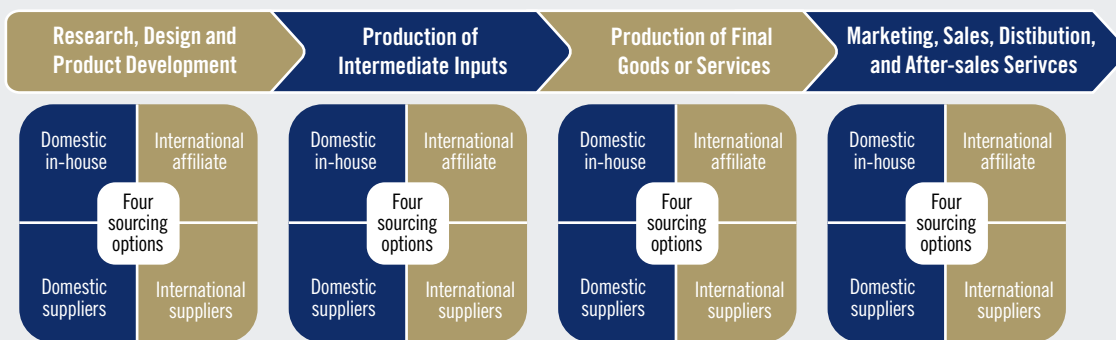 Research, Design and
Product Development
Production of
Intermediate Inputs
Production of Final
Goods or Services
Marketing, Sales, Distibution,
and After-sales Serivces
Domestic
in-house
International
affiliate
Four
sourcing
options
Domestic
suppliers
International
suppliers
Domestic
in-house
International
affiliate
Four
sourcing
options
Domestic
suppliers
International
suppliers
Domestic
in-house
International
affiliate
Four
sourcing
options
Domestic
suppliers
International
suppliers
Domestic
in-house
International
affiliate
Four
sourcing
options
Domestic
suppliers
International
suppliers